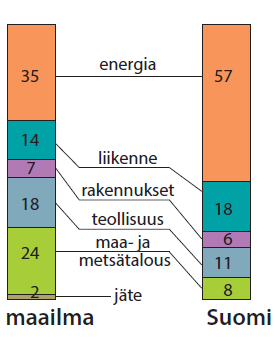 energia
35
57
14
liikenne
7
rakennukset
18
18
teollisuus
6
maa- ja
metsätalous
24
11
8
2
jäte
maailma
Suomi